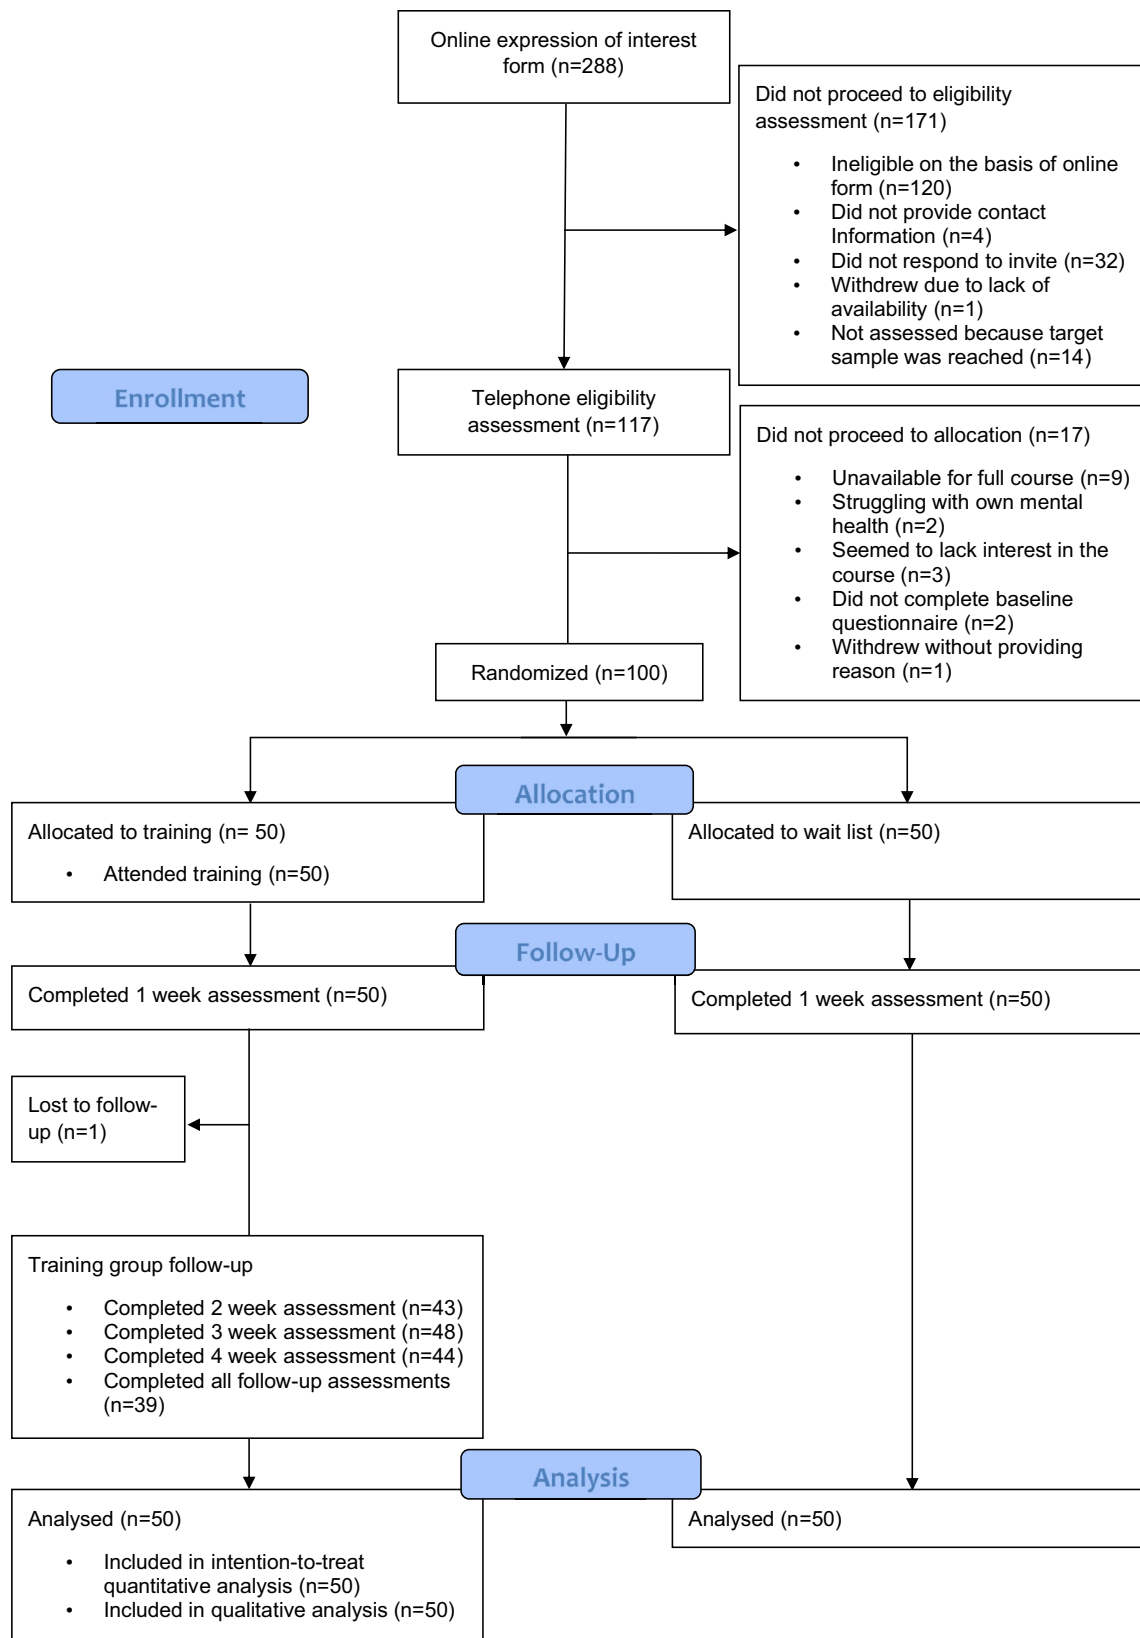 Online expression of interest
form (n=288)
Did not proceed to eligibility
assessment (n=171)
• Ineligible on the basis of online
form (n=120)
• Did not provide contact
Information (n=4)
• Did not respond to invite (n=32)
• Withdrew due to lack of
availability (n=1)
• Not assessed because target
sample was reached (n=14)
Enrollment
Telephone eligibility
assessment (n=117)
Did not proceed to allocation (n=17)
• Unavailable for full course (n=9)
• Struggling with own mental
health (n=2)
• Seemed to lack interest in the
course (n=3)
• Did not complete baseline
questionnaire (n=2)
• Withdrew without providing
reason (n=1)
Randomized (n=100)
Allocation
Allocated to training (n= 50)
• Attended training (n=50)
Allocated to wait list (n=50)
Follow-Up
Completed 1 week assessment (n=50)
Completed 1 week assessment (n=50)
Lost to follow-
up (n=1)
Training group follow-up
• Completed 2 week assessment (n=43)
• Completed 3 week assessment (n=48)
• Completed 4 week assessment (n=44)
• Completed all follow-up assessments
(n=39)
Analysis
Analysed (n=50)
• Included in intention-to-treat
quantitative analysis (n=50)
• Included in qualitative analysis (n=50)
Analysed (n=50)